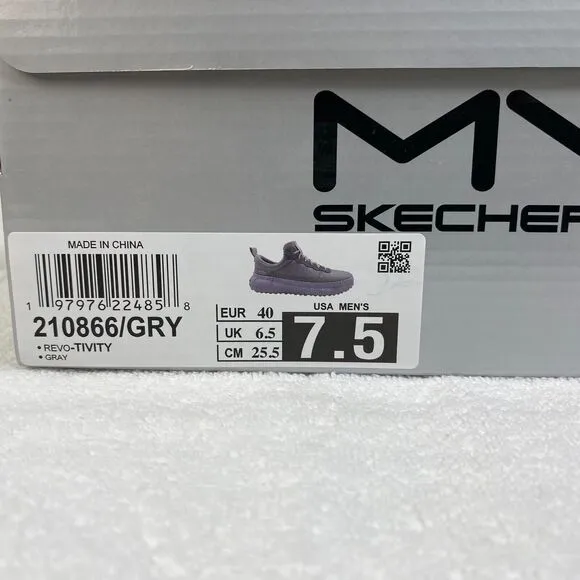 MY
SKECHER
MADE IN CHINA
1 97976 22485 8
210866/GRY
• REVO-TIVITY
• GRAY
EUR 40
UK 6.5
CM 25.5
USA MEN'S
7.5